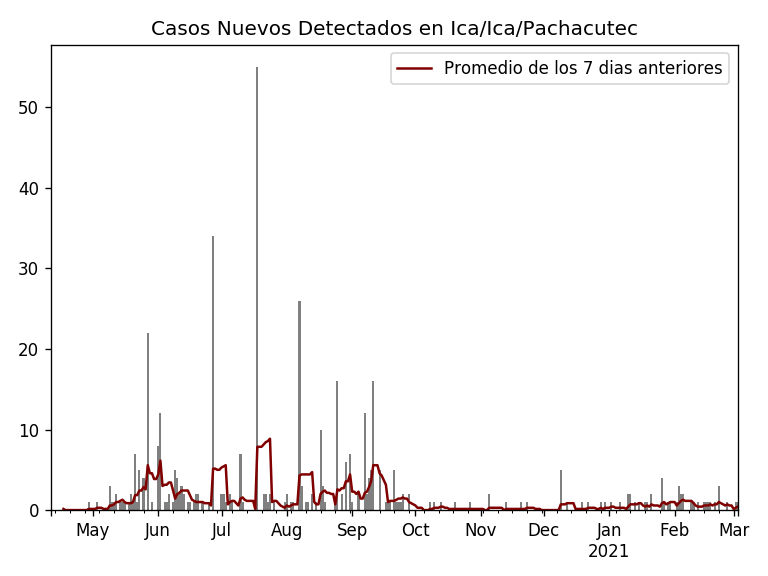 Casos Nuevos Detectados en Ica/Ica/Pachacutec
Promedio de los 7 dias anteriores
50
40
30
20
10
0
May Jun Jul Aug Sep Oct Nov Dec Jan Feb Mar
2021